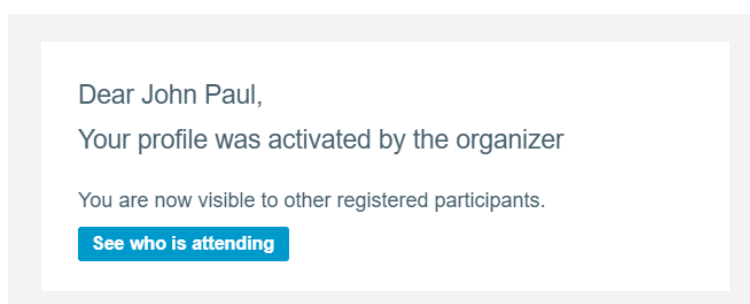 Dear John Paul,
Your profile was activated by the organizer
You are now visible to other registered participants.
See who is attending